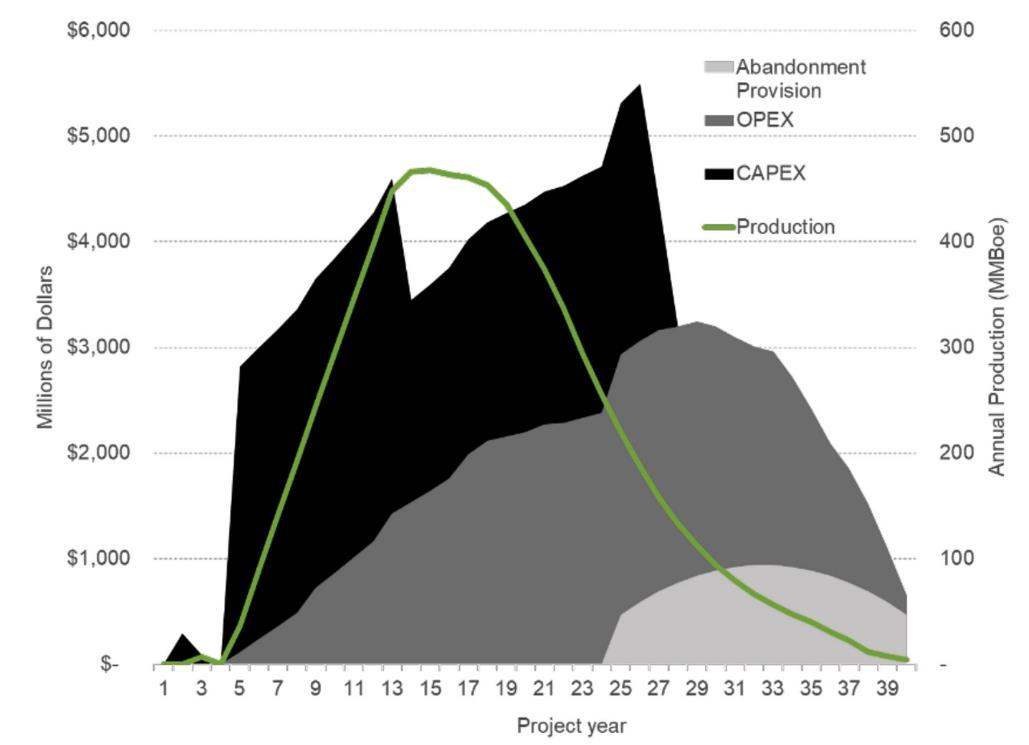 $6,000
$5,000
$4,000
$3,000
$2,000
$1,000
$-
Millions of Dollars
600
500
400
300
200
100
-
Annual Production (MMBoe)
Abandonment
Provision
OPEX
CAPEX
Production
1 3 5 7 9 11 13 15 17 19 21 23 25 27 29 31 33 35 37 39
Project year